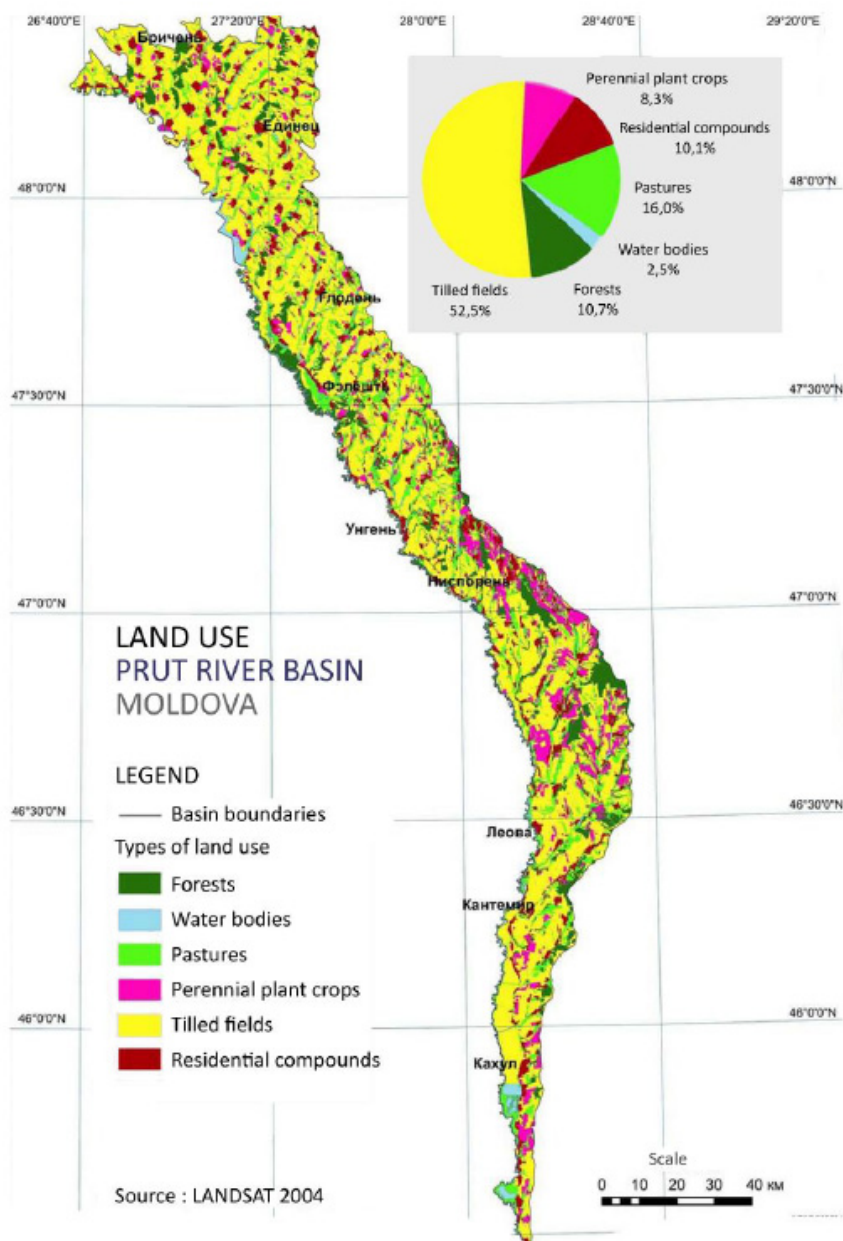 26°40'0"E
27°20'0"E
28°0'0"E
28°40'0"E
29°20'0"E
Бричень
Единец
Perennial plant crops
8,3%
Residential compounds
10,1%
Pastures
16,0%
Water bodies
2,5%
Forests
10,7%
Tilled fields
52,5%
48°0'0"N
48°0'0"N
Глодень
Фэлешть
47°30'0"N
47°30'0"N
Унгень
Ниспорень
47°0'0"N
47°0'0"N
LAND USE
PRUT RIVER BASIN
MOLDOVA
LEGEND
Basin boundaries
Types of land use
Forests
Water bodies
Pastures
Perennial plant crops
Tilled fields
Residential compounds
46°30'0"N
46°30'0"N
Леова
Кантемир
46°0'0"N
46°0'0"N
Кахул
Source : LANDSAT 2004
Scale
0 10 20 30 40 км